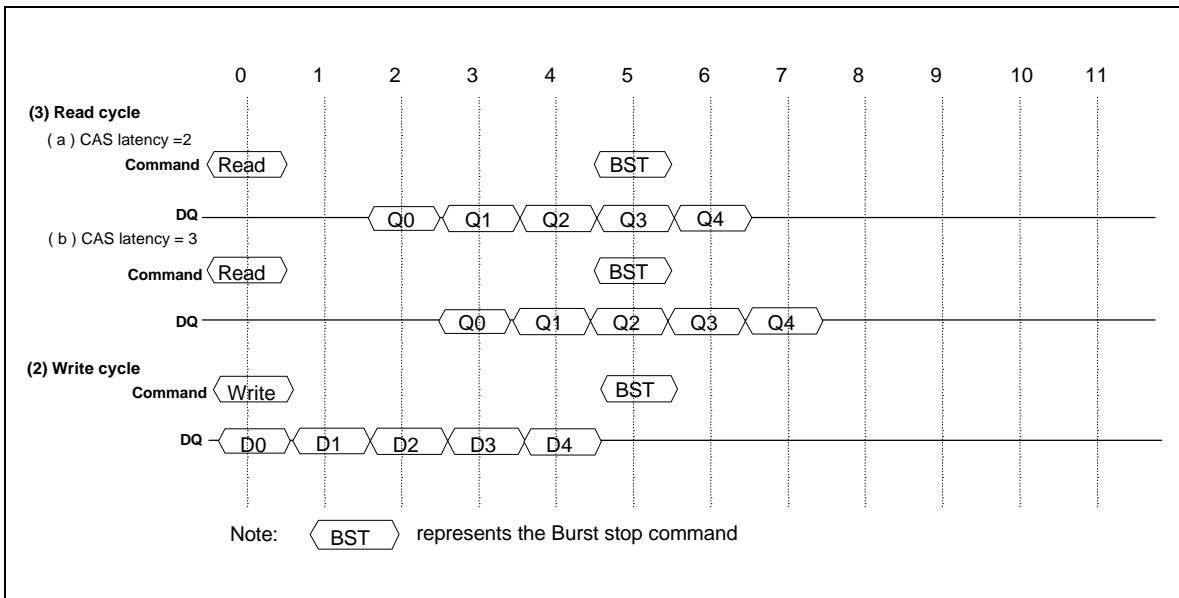 0 1 2 3 4 5 6 7 8 9 10 11
(3) Read cycle
( a ) CAS latency =2
Command Read BST
DQ Q0 Q1 Q2 Q3 Q4
( b ) CAS latency = 3
Command Read BST
DQ Q0 Q1 Q2 Q3 Q4
(2) Write cycle
Command Write BST
DQ D0 D1 D2 D3 D4
Note: BST represents the Burst stop command